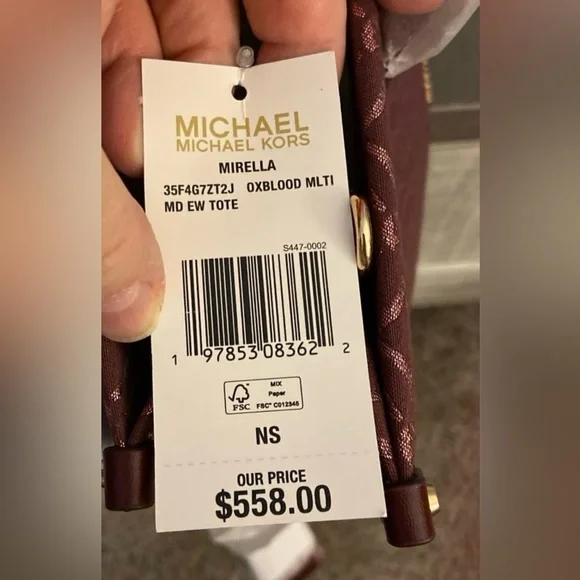 MICHAEL
MICHAEL KORS
MIRELLA
35F4G7ZT2J OXBLOOD MLTI
MD EW TOTE
S447-0002
1 97853 08362 2
FSC
MIX
Paper
FSC® C012345
NS
OUR PRICE
$558.00